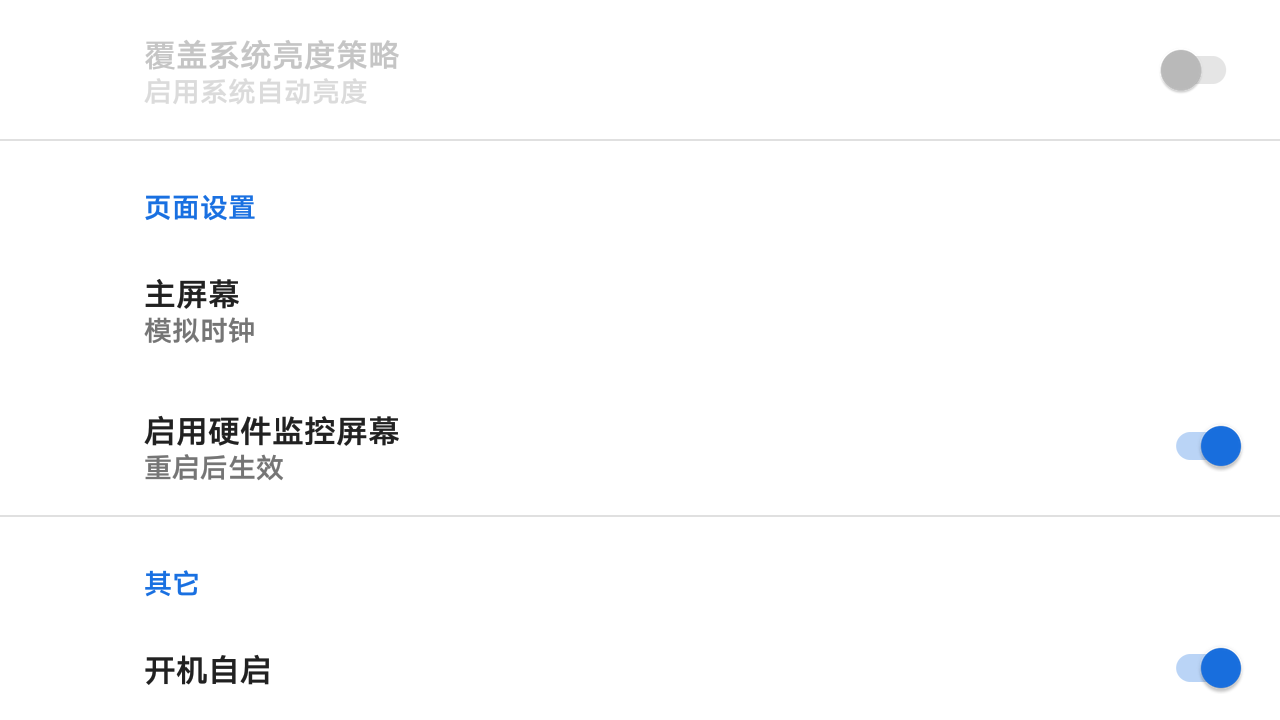 覆盖系统亮度策略
启用系统自动亮度
页面设置
主屏幕
模拟时钟
启用硬件监控屏幕
重启后生效
其它
开机自启